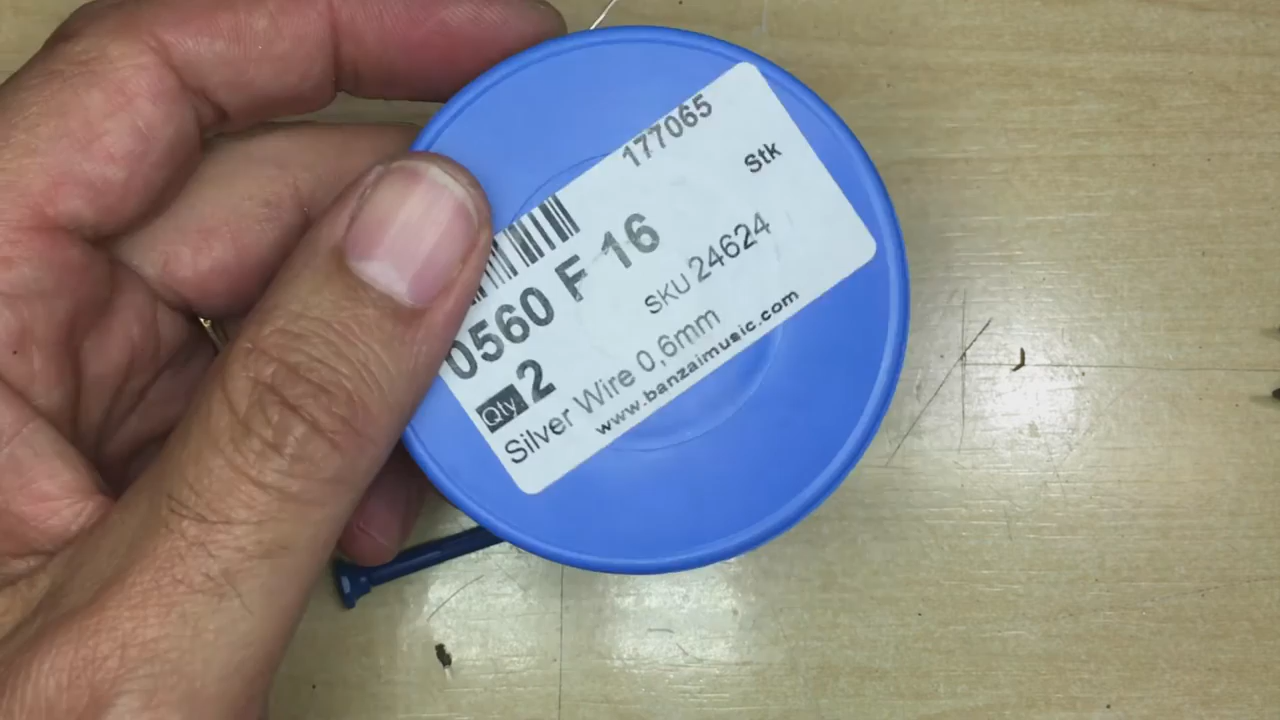 177065
Stk
0560 F 16
SKU 24624
Qty 2
Silver Wire 0,6mm
www.banzaimusic.com